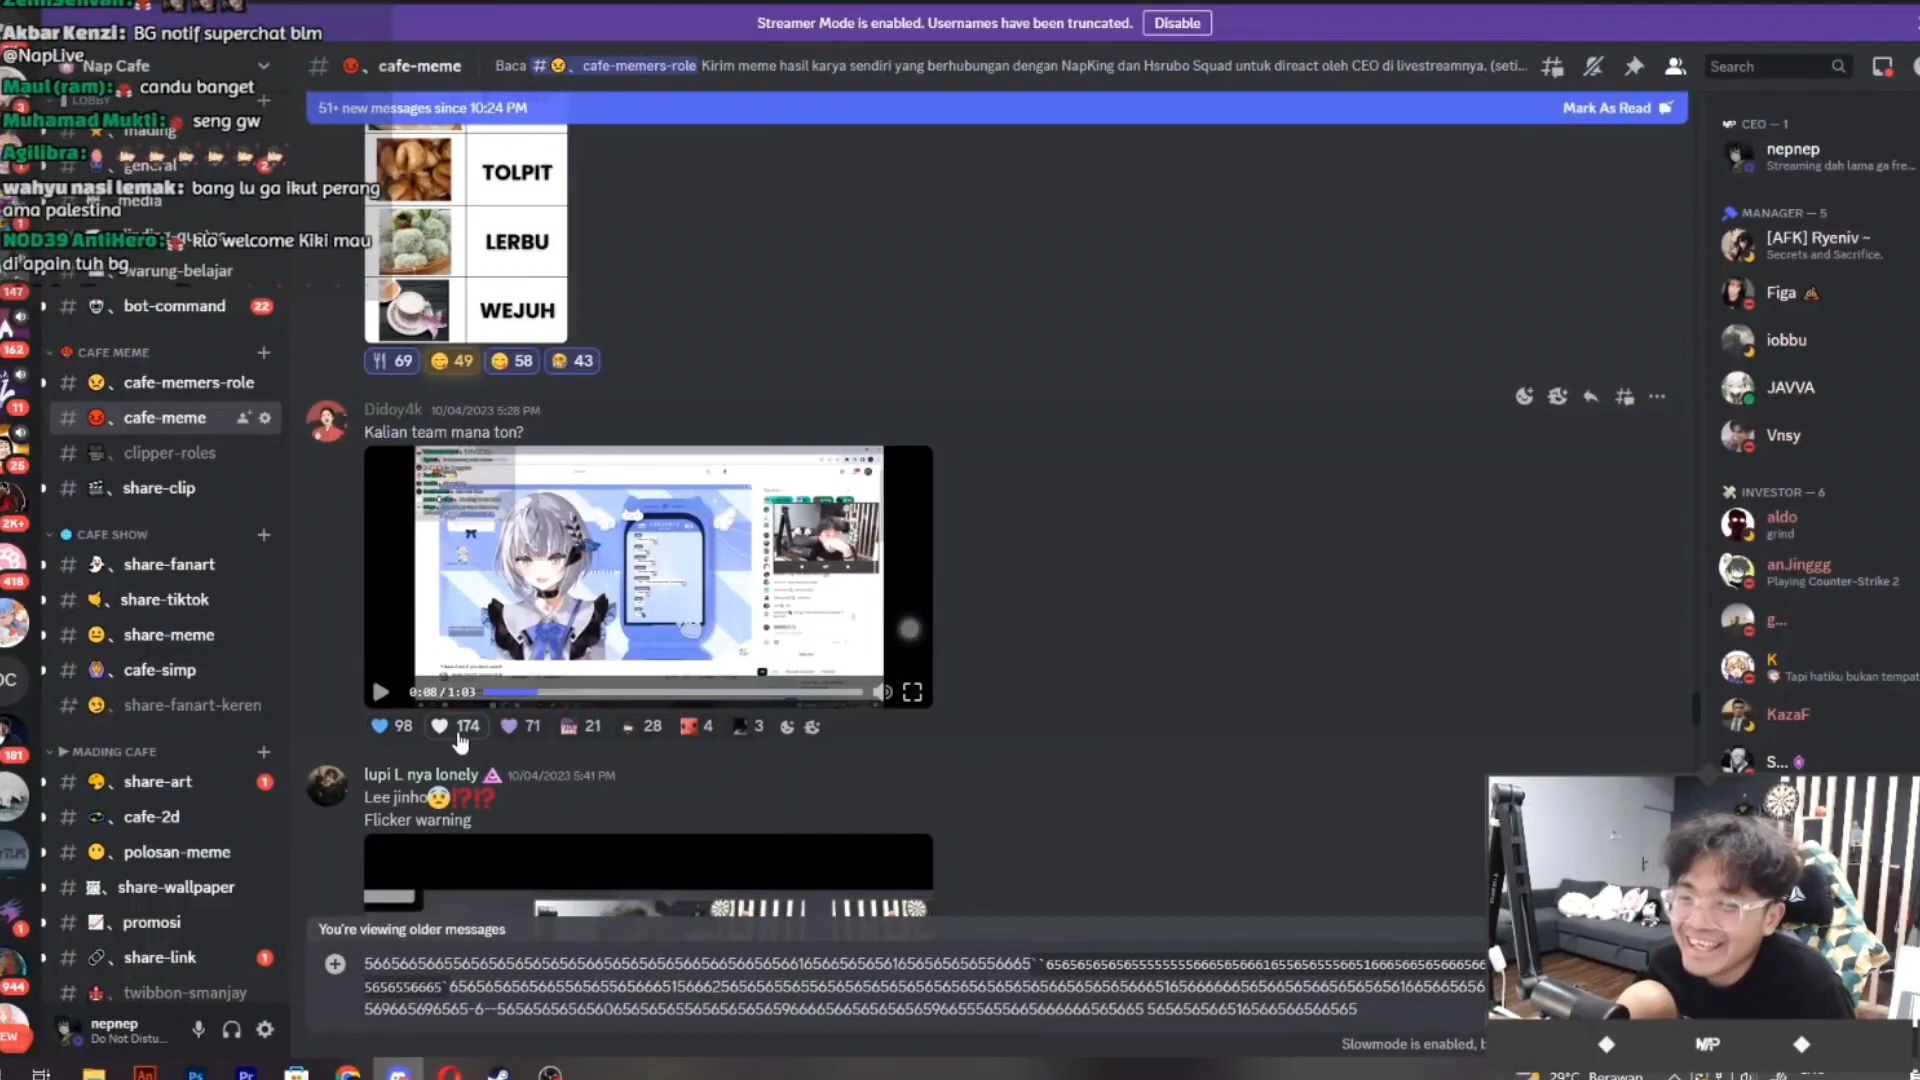 Streamer Mode is enabled. Usernames have been truncated.
Disable
Akbar Kenzi: BG notif superchat blm
@NapLive
Nap Cafe
Maul (ram): candu banget
LOBBY
Muhamad Mukti: seng gw
mading
Agilibra:
general
2
wahyu nasi lemak: bang lu ga ikut perang
ama palestina
media
NOD39 AntiHero: klo welcome Kiki mau
di apain tuh bg
warung-belajar
bot-command
22
CAFE MEME
cafe-memers-role
cafe-meme
clipper-roles
share-clip
CAFE SHOW
share-fanart
share-tiktok
share-meme
cafe-simp
share-fanart-keren
MADING CAFE
share-art
1
cafe-2d
polosan-meme
share-wallpaper
promosi
share-link
1
twibbon-smanjay
nepnep
Do Not Distu...
3
1
147
162
11
25
2K+
418
DC
181
1
944
EW
cafe-meme
Baca # cafe-memers-role Kirim meme hasil karya sendiri yang berhubungan dengan NapKing dan Hsrubo Squad untuk direact oleh CEO di livestreamnya. (seti...
Search
51+ new messages since 10:24 PM
Mark As Read
TOLPIT
LERBU
WEJUH
69
49
58
43
Didoy4k 10/04/2023 5:28 PM
Kalian team mana ton?
0:08/1:03
98
174
71
21
28
4
3
lupi L nya lonely 10/04/2023 5:41 PM
Lee jinho⁉️⁉️
Flicker warning
You're viewing older messages
Slowmode is enabled, b
CEO — 1
nepnep
Streaming dah lama ga fre...
MANAGER — 5
[AFK] Ryeniv ~
Secrets and Sacrifice.
Figa
iobbu
JAVVA
Vnsy
INVESTOR — 6
aldo
grind
anJinggg
Playing Counter-Strike 2
g...
K
Tapi hatiku bukan tempat
KazaF
S...
An
Ps
Pr
29°C Berawan